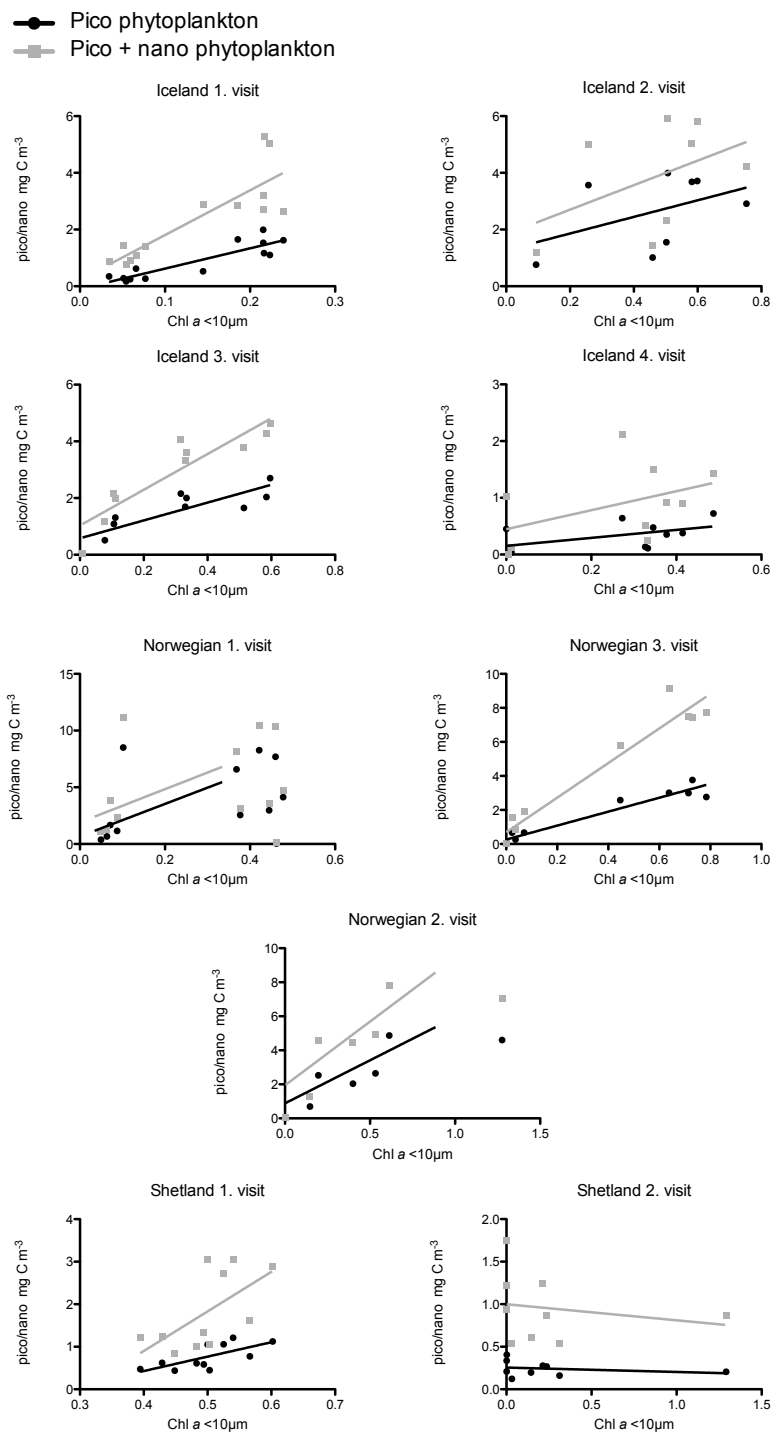 Pico phytoplankton
Pico + nano phytoplankton
Iceland 1. visit
pico/nano mg C m-3
6
4
2
0
0.0 0.1 0.2 0.3
Chl a <10µm
Iceland 2. visit
pico/nano mg C m-3
6
4
2
0
0.0 0.2 0.4 0.6 0.8
Chl a <10µm
Iceland 3. visit
pico/nano mg C m-3
6
4
2
0
0.0 0.2 0.4 0.6 0.8
Chl a <10µm
Iceland 4. visit
pico/nano mg C m-3
3
2
1
0
0.0 0.2 0.4 0.6
Chl a <10µm
Norwegian 1. visit
pico/nano mg C m-3
15
10
5
0
0.0 0.2 0.4 0.6
Chl a <10µm
Norwegian 3. visit
pico/nano mg C m-3
10
8
6
4
2
0
0.0 0.2 0.4 0.6 0.8 1.0
Chl a <10µm
Norwegian 2. visit
pico/nano mg C m-3
10
8
6
4
2
0
0.0 0.5 1.0 1.5
Chl a <10µm
Shetland 1. visit
pico/nano mg C m-3
4
3
2
1
0
0.3 0.4 0.5 0.6 0.7
Chl a <10µm
Shetland 2. visit
pico/nano mg C m-3
2.0
1.5
1.0
0.5
0.0
0.0 0.5 1.0 1.5
Chl a <10µm